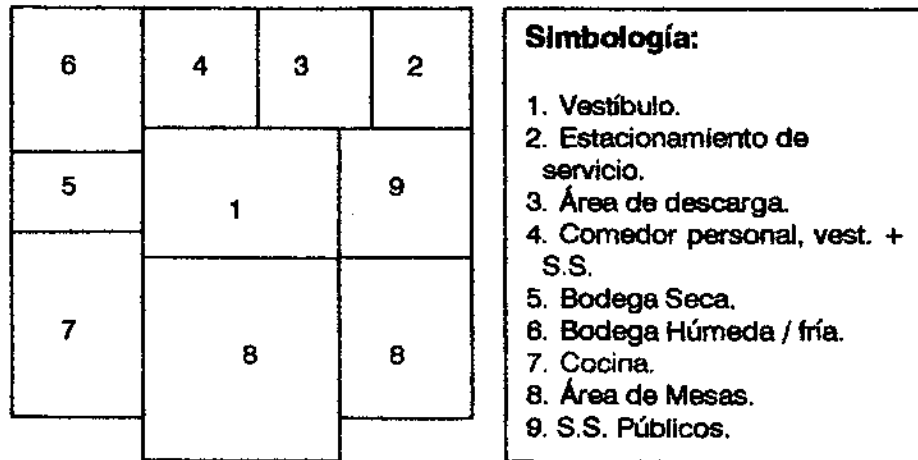 6
4
3
2
5
1
9
7
8
8
Simbología:
1. Vestíbulo.
2. Estacionamiento de
servicio.
3. Área de descarga.
4. Comedor personal, vest. +
S.S.
5. Bodega Seca.
6. Bodega Húmeda / fría.
7. Cocina.
8. Área de Mesas.
9. S.S. Públicos.